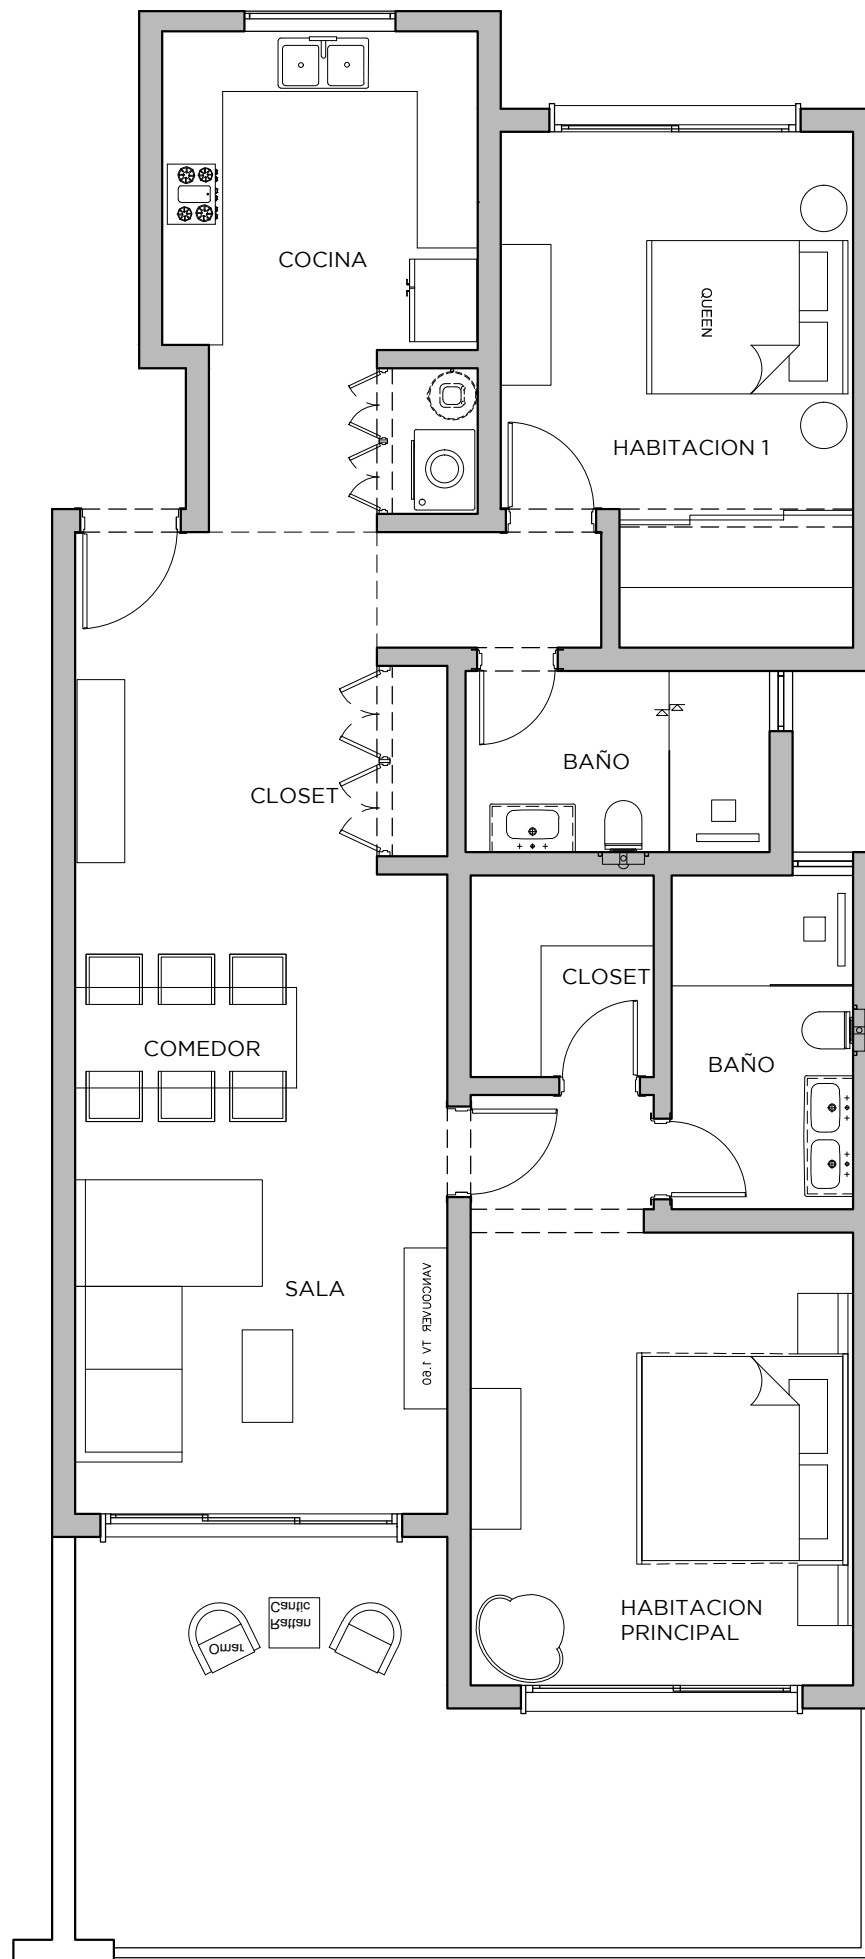 COCINA
QUEEN
HABITACION 1
BAÑO
CLOSET
CLOSET
COMEDOR
BAÑO
SALA
VANCOUVER TV 1.60
HABITACION
PRINCIPAL
Cantic
Rattan
Omar